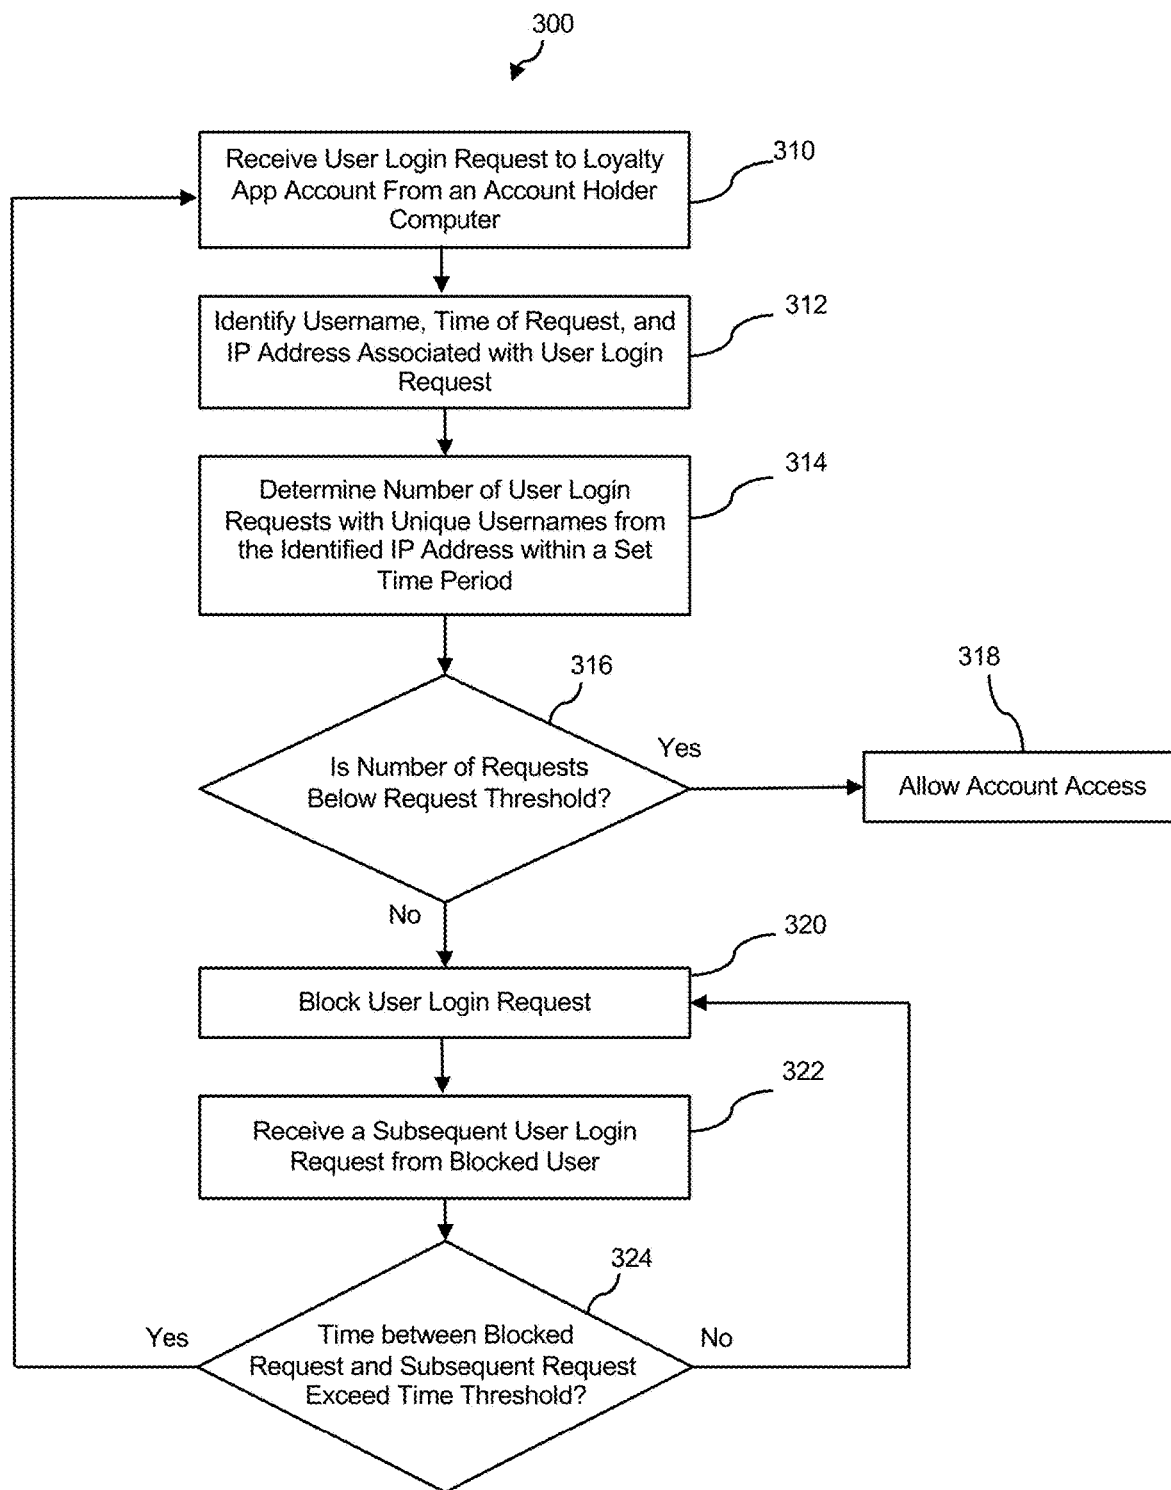 300
Receive User Login Request to Loyalty
App Account From an Account Holder
Computer
310
Identify Username, Time of Request, and
IP Address Associated with User Login
Request
312
Determine Number of User Login
Requests with Unique Usernames from
the Identified IP Address within a Set
Time Period
314
316
Is Number of Requests
Below Request Threshold?
Yes
318
Allow Account Access
No
320
Block User Login Request
322
Receive a Subsequent User Login
Request from Blocked User
324
Time between Blocked
Request and Subsequent Request
Exceed Time Threshold?
Yes
No